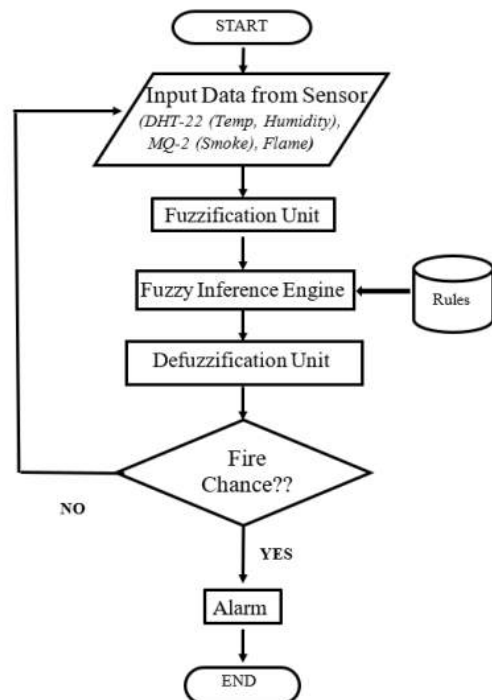 START
Input Data from Sensor
(DHT-22 (Temp, Humidity),
MQ-2 (Smoke), Flame)
Fuzzification Unit
Fuzzy Inference Engine
Rules
Defuzzification Unit
Fire
Chance??
NO
YES
Alarm
END